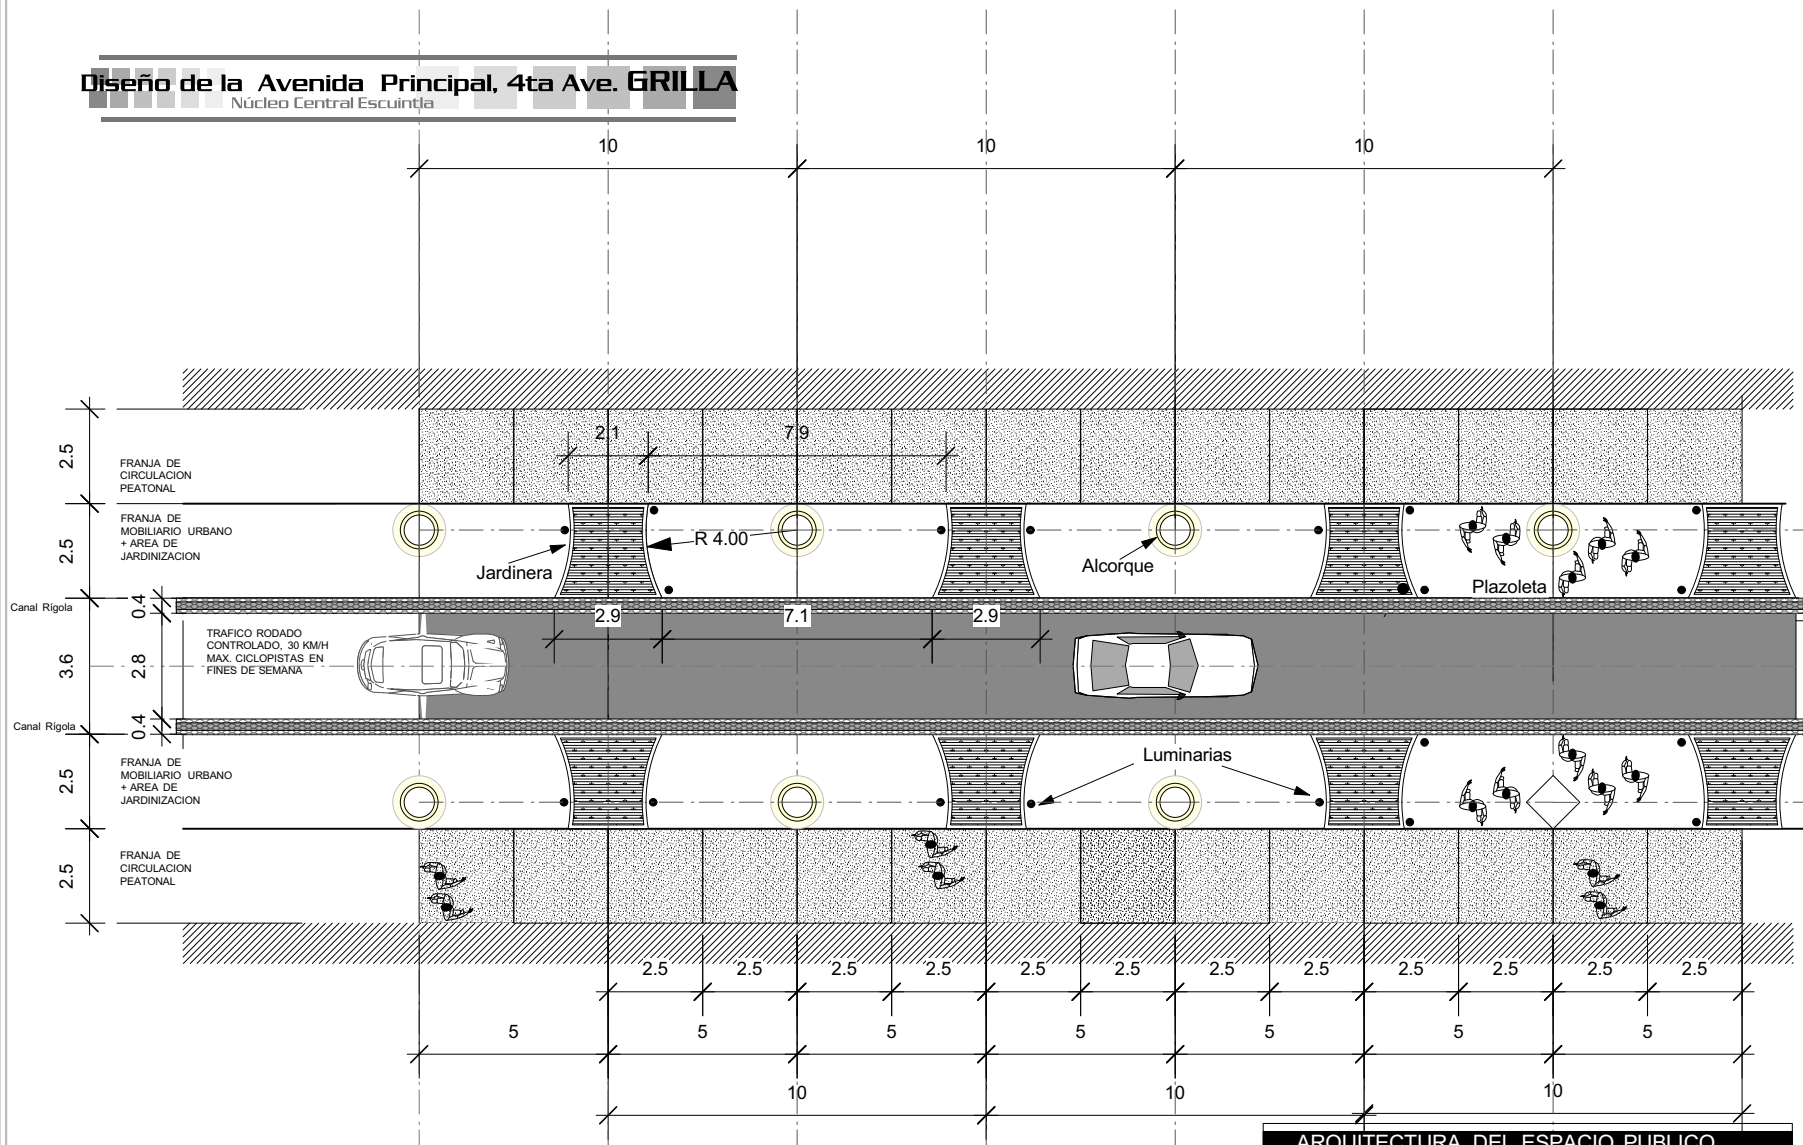 Diseño de la Avenida Principal, 4ta Ave. GRILLA
Núcleo Central Escuintla
10 10 10
2.5
FRANJA DE
CIRCULACION
PEATONAL
2.1 7.9
2.5
FRANJA DE
MOBILIARIO URBANO
+ AREA DE
JARDINIZACION
R 4.00
Jardinera
Alcorque
Plazoleta
Canal Rígola
0.4
2.9 7.1 2.9
3.6
2.8
TRAFICO RODADO
CONTROLADO, 30 KM/H
MAX. CICLOPISTAS EN
FINES DE SEMANA
Canal Rígola
0.4
2.5
FRANJA DE
MOBILIARIO URBANO
+ AREA DE
JARDINIZACION
Luminarias
2.5
FRANJA DE
CIRCULACION
PEATONAL
2.5 2.5 2.5 2.5 2.5 2.5 2.5 2.5 2.5 2.5 2.5 2.5
5 5 5 5 5 5 5
10 10 10
ARQUITECTURA DEL ESPACIO PUBLICO